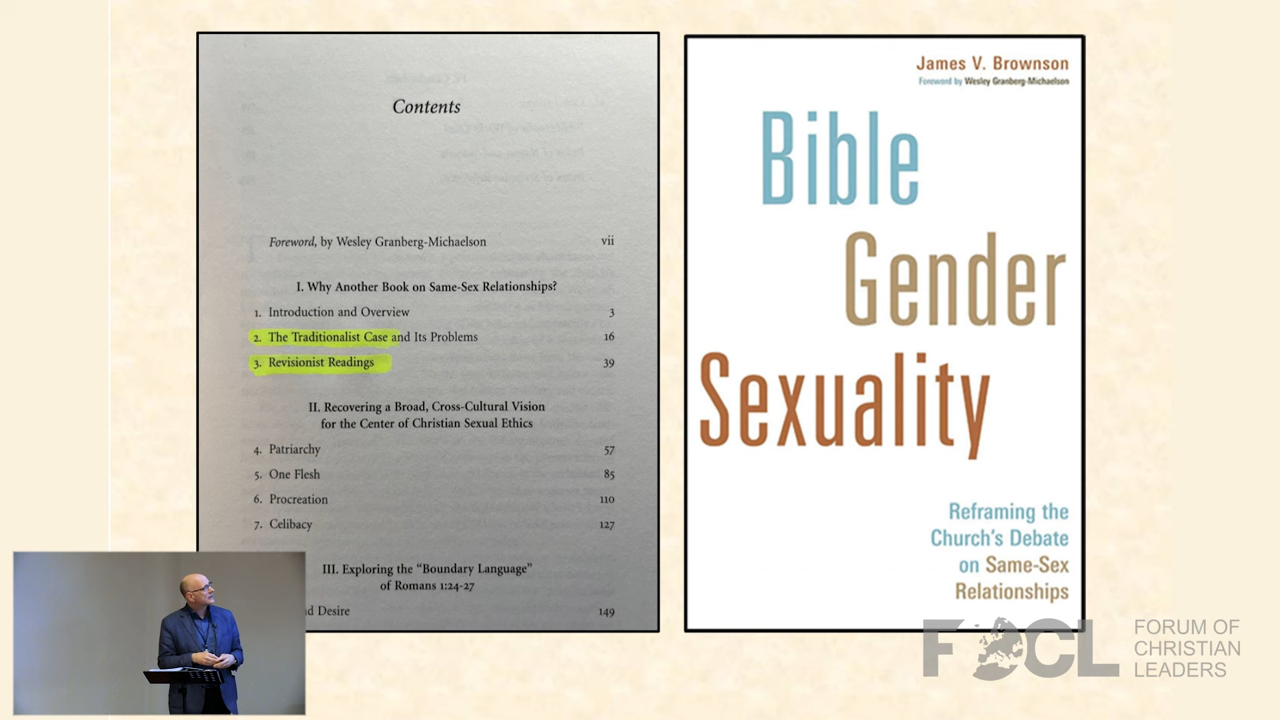 Contents
Foreword, by Wesley Granberg-Michaelson vii
I. Why Another Book on Same-Sex Relationships?
1. Introduction and Overview 3
2. The Traditionalist Case and Its Problems 16
3. Revisionist Readings 39
II. Recovering a Broad, Cross-Cultural Vision
for the Center of Christian Sexual Ethics
4. Patriarchy 57
5. One Flesh 85
6. Procreation 110
7. Celibacy 127
III. Exploring the “Boundary Language”
of Romans 1:24-27
Desire 149
James V. Brownson
Foreword by Wesley Granberg-Michaelson
Bible
Gender
Sexuality
Reframing the
Church's Debate
on Same-Sex
Relationships
FOCL
FORUM OF
CHRISTIAN
LEADERS